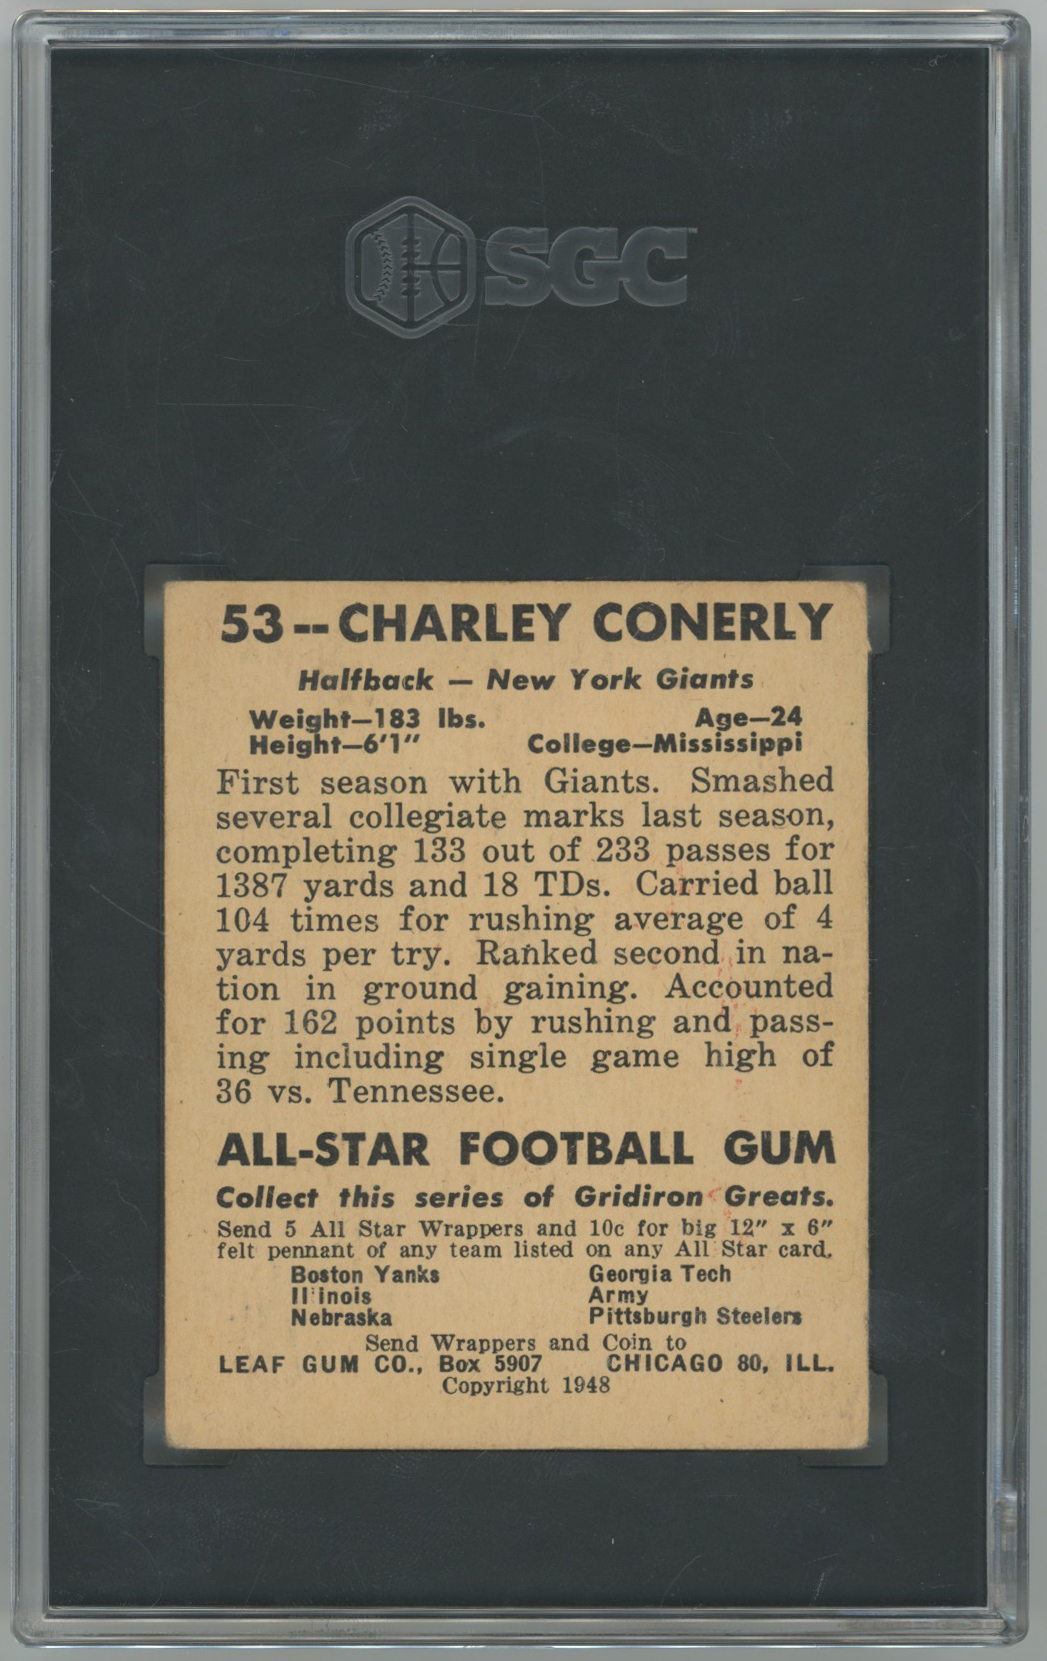 SGC
53--CHARLEY CONERLY
Halfback — New York Giants
Weight—183 lbs. Age—24
Height—6'1" College—Mississippi
First season with Giants. Smashed
several collegiate marks last season,
completing 133 out of 233 passes for
1387 yards and 18 TDs. Carried ball
104 times for rushing average of 4
yards per try. Ranked second in na-
tion in ground gaining. Accounted
for 162 points by rushing and pass-
ing including single game high of
36 vs. Tennessee.
ALL-STAR FOOTBALL GUM
Collect this series of Gridiron Greats.
Send 5 All Star Wrappers and 10c for big 12" x 6"
felt pennant of any team listed on any All Star card.
Boston Yanks Georgia Tech
Illinois Army
Nebraska Pittsburgh Steelers
Send Wrappers and Coin to
LEAF GUM CO., Box 5907 CHICAGO 80, ILL.
Copyright 1948